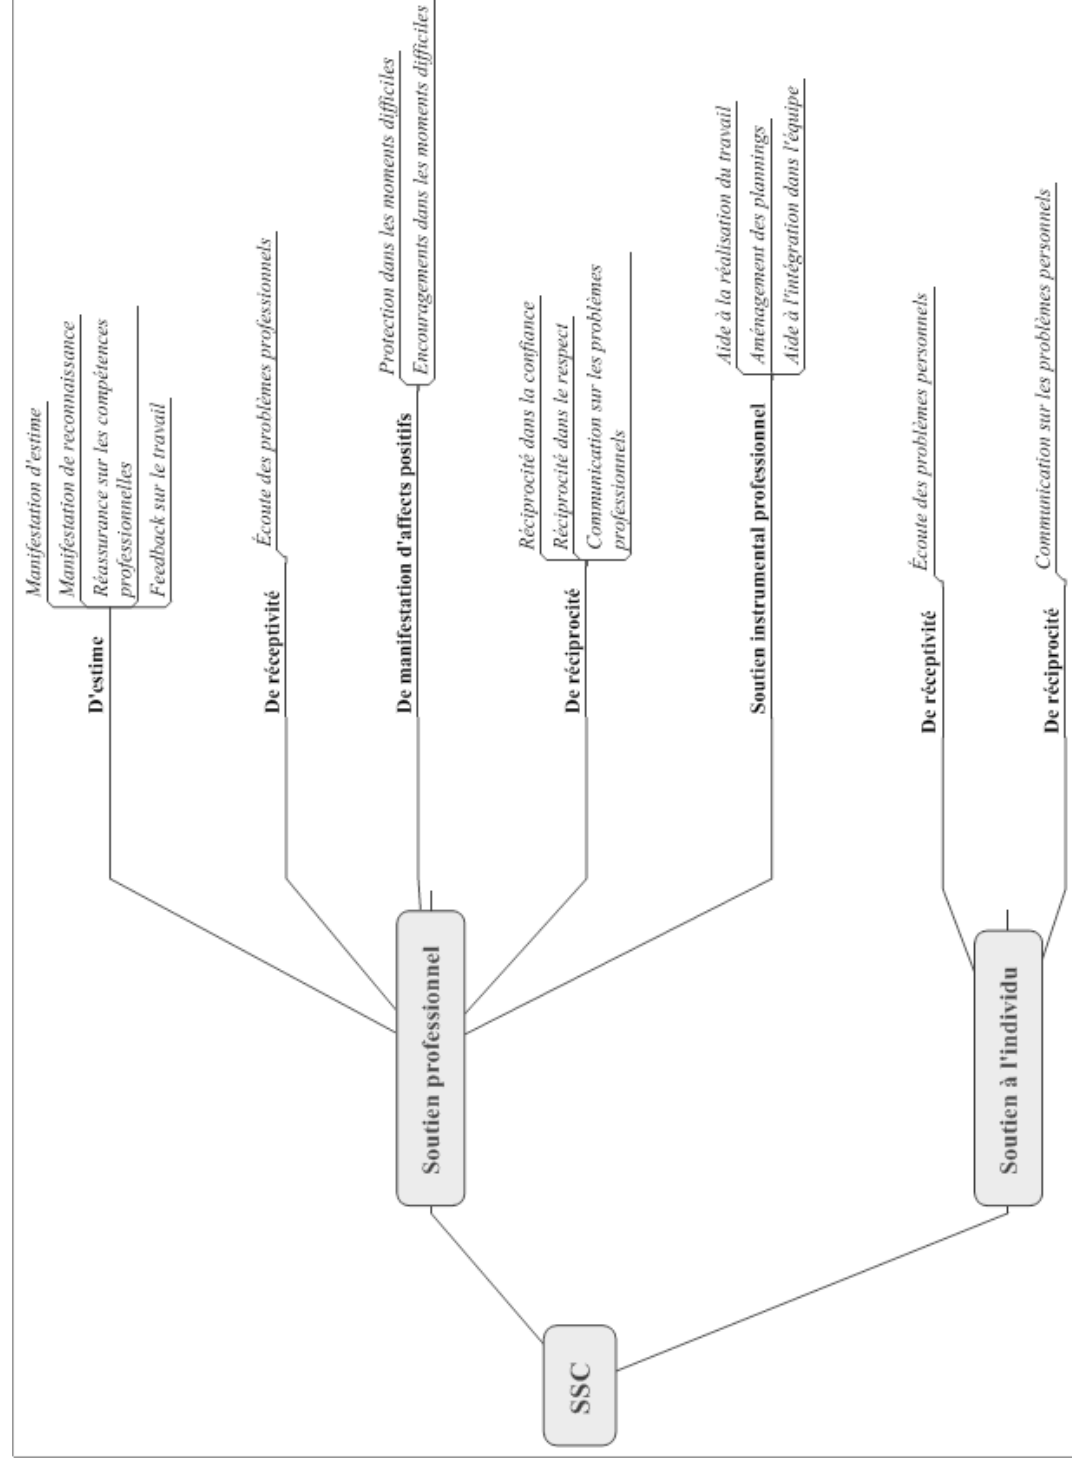 SSC
Soutien professionnel
D'estime
Manifestation d'estime
Manifestation de reconnaissance
Réassurance sur les compétences
professionnelles
Feedback sur le travail
De réceptivité
Écoute des problèmes professionnels
De manifestation d'affects positifs
Protection dans les moments difficiles
Encouragements dans les moments difficiles
De réciprocité
Réciprocité dans la confiance
Réciprocité dans le respect
Communication sur les problèmes
professionnels
Soutien instrumental professionnel
Aide à la réalisation du travail
Aménagement des plannings
Aide à l'intégration dans l'équipe
Soutien à l'individu
De réceptivité
Écoute des problèmes personnels
De réciprocité
Communication sur les problèmes personnels